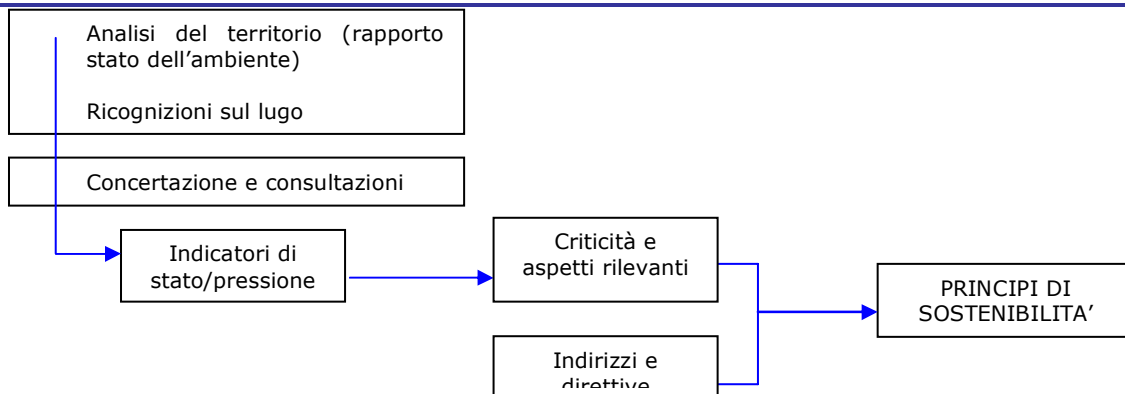 Analisi del territorio (rapporto
stato dell'ambiente)
Ricognizioni sul lugo
Concertazione e consultazioni
Indicatori di
stato/pressione
Criticità e
aspetti rilevanti
PRINCIPI DI
SOSTENIBILITA'
Indirizzi e
direttive